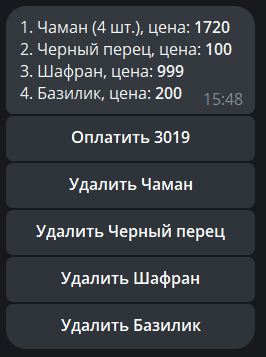 1. Чаман (4 шт.), цена: 1720
2. Черный перец, цена: 100
3. Шафран, цена: 999
4. Базилик, цена: 200
15:48
Оплатить 3019
Удалить Чаман
Удалить Черный перец
Удалить Шафран
Удалить Базилик